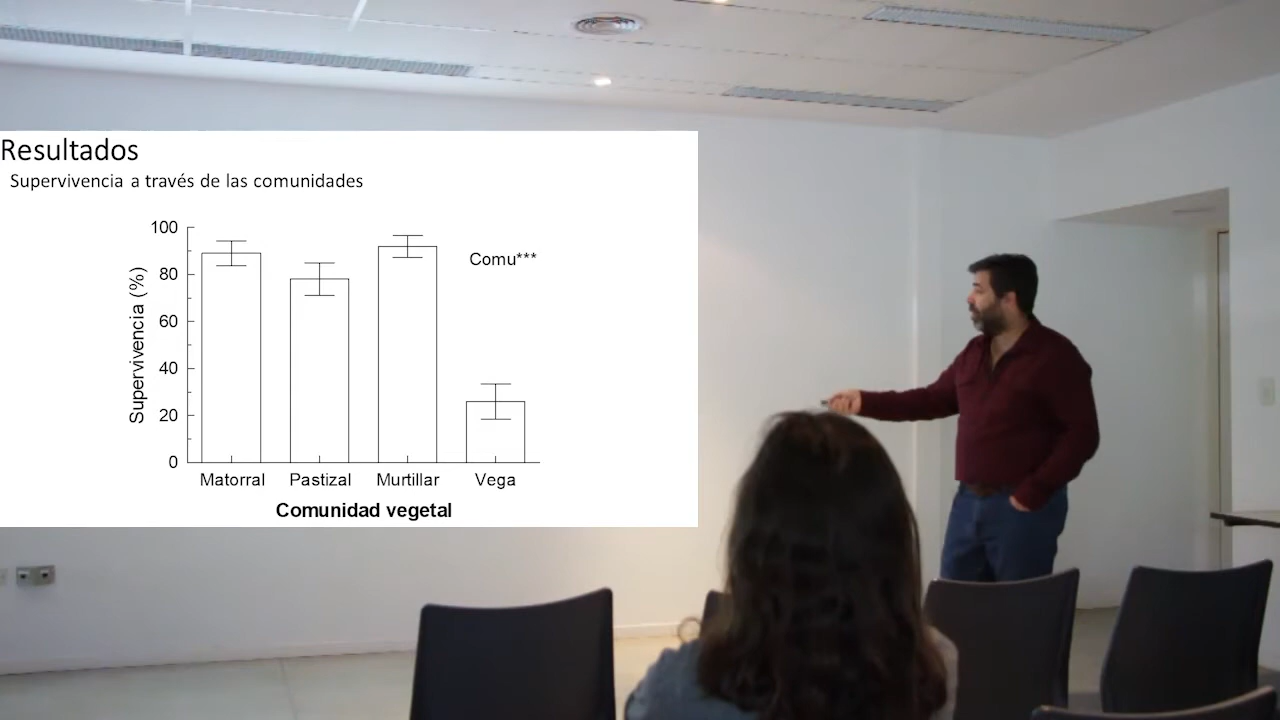 Resultados
Supervivencia a través de las comunidades
Comu***
Supervivencia (%)
100
80
60
40
20
0
Matorral Pastizal Murtillar Vega
Comunidad vegetal